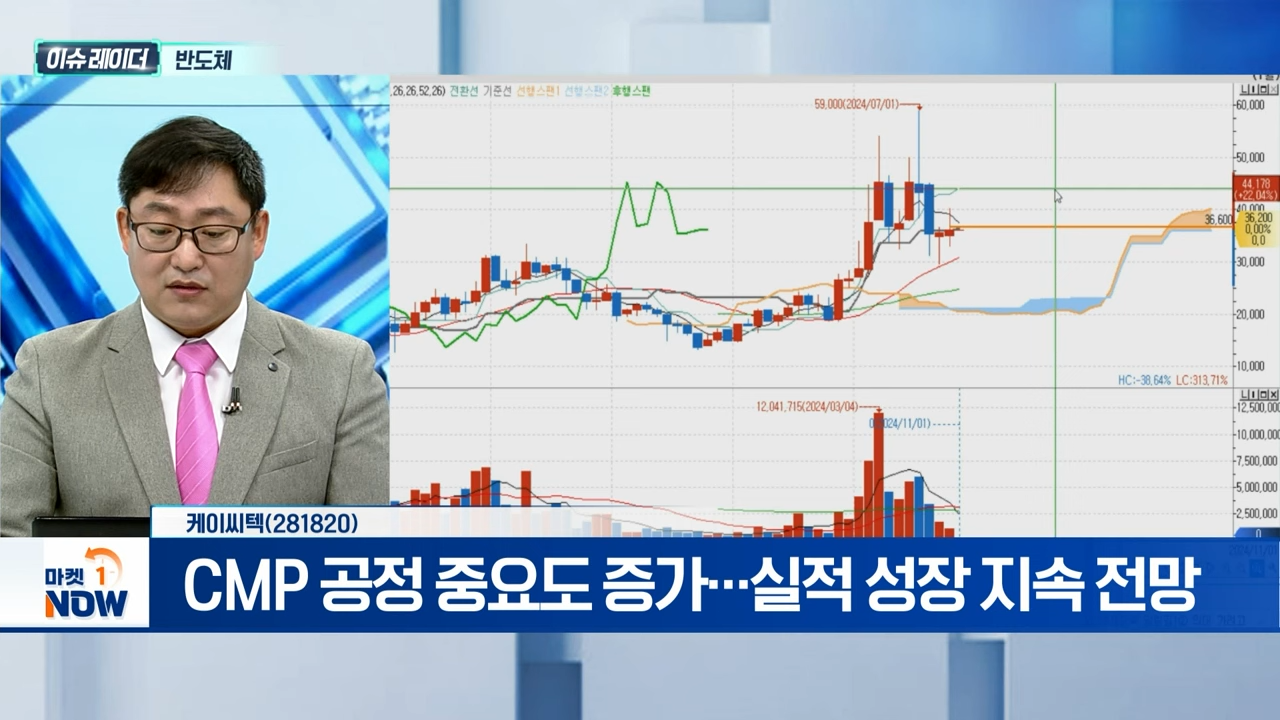 이슈 레이더 반도체
,26,26,52,26) 전환선 기준선 선행스팬1 선행스팬2 후행스팬
59,000(2024/07/01)
60,000
50,000
44,178
(+22.04%)
40,000
36,600
36,200
0.00%
0.0
30,000
20,000
10,000
HC:-38.64% LC:313.71%
12,041,715(2024/03/04)
12,500,000
10,000,000
7,500,000
5,000,000
2,500,000
케이씨텍(281820)
마켓 1
NOW
CMP 공정 중요도 증가…실적 성장 지속 전망